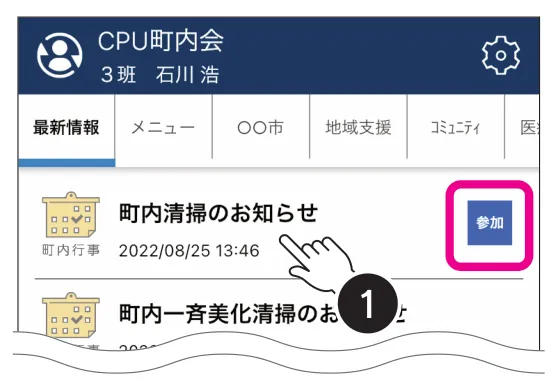 CPU町内会
3班 石川 浩
最新情報
メニュー
〇〇市
地域支援
コミュニティ
医
町内清掃のお知らせ
参加
町内行事
2022/08/25 13:46
1
町内一斉美化清掃のお
せ